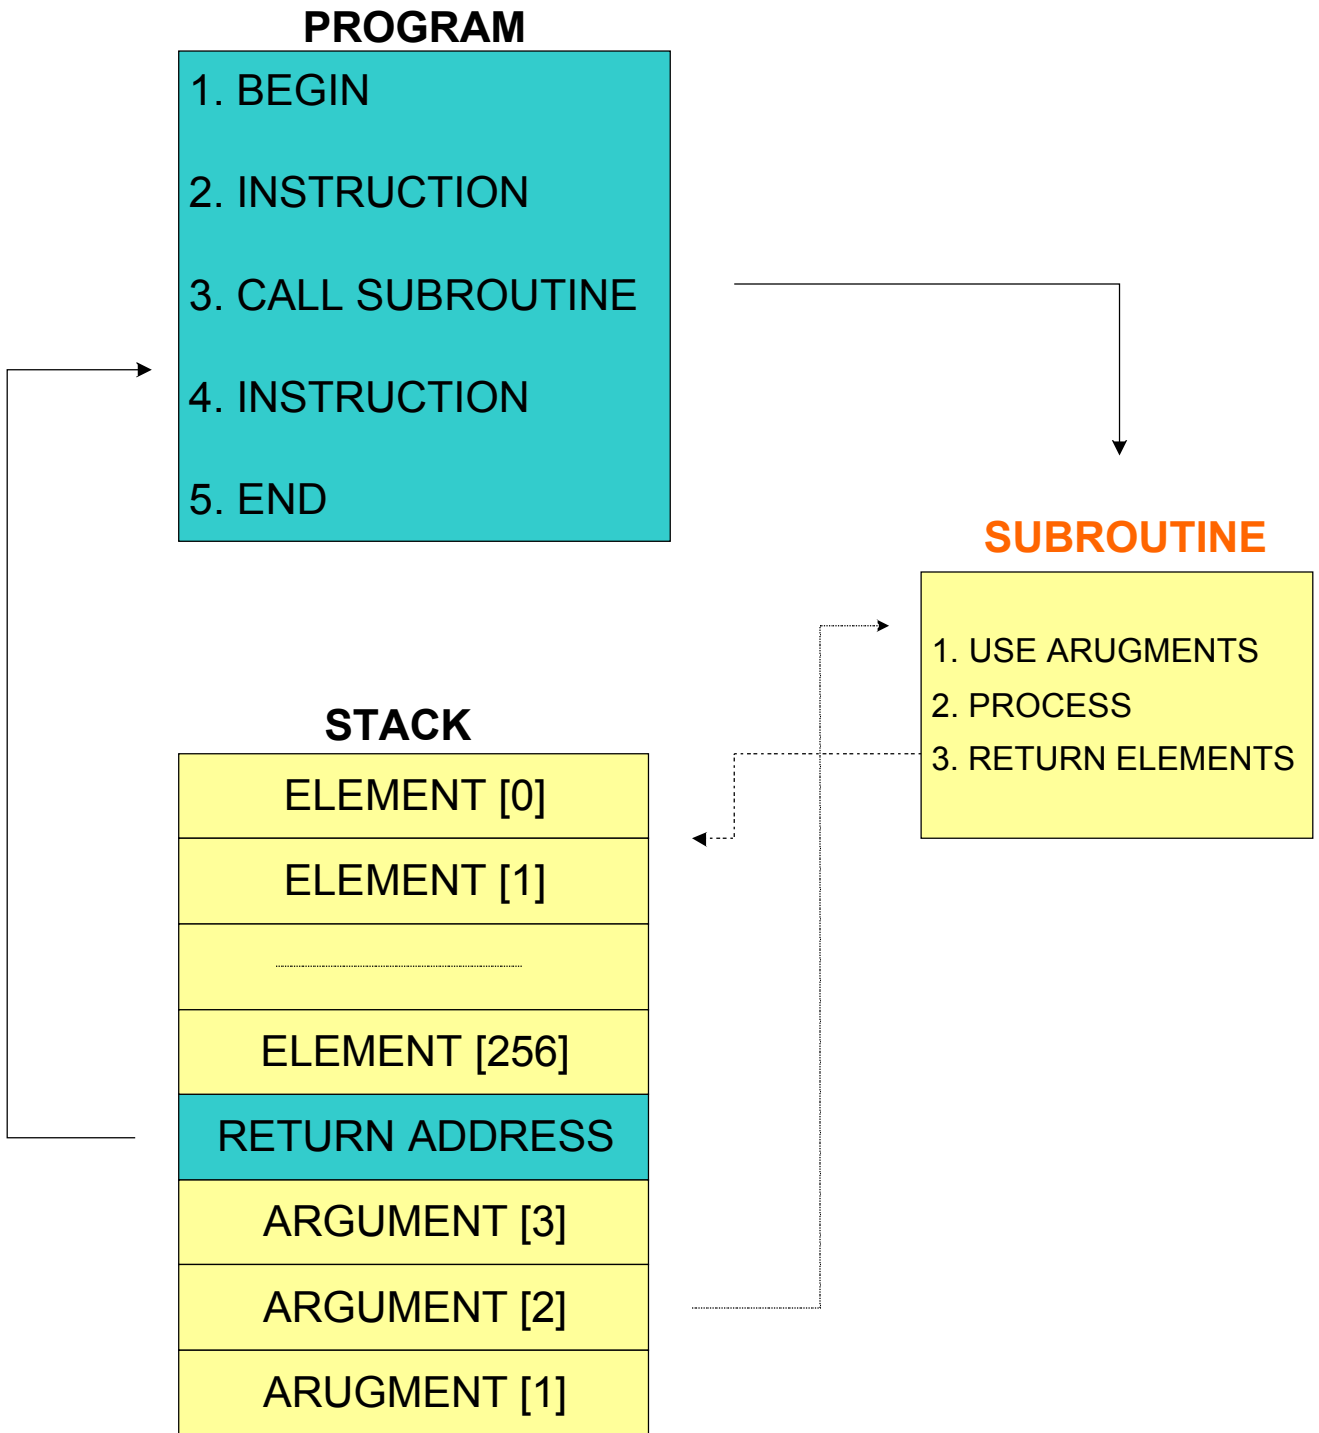 PROGRAM
1. BEGIN
2. INSTRUCTION
3. CALL SUBROUTINE
4. INSTRUCTION
5. END
SUBROUTINE
1. USE ARUGMENTS
2. PROCESS
3. RETURN ELEMENTS
STACK
ELEMENT [0]
ELEMENT [1]
ELEMENT [256]
RETURN ADDRESS
ARGUMENT [3]
ARGUMENT [2]
ARUGMENT [1]